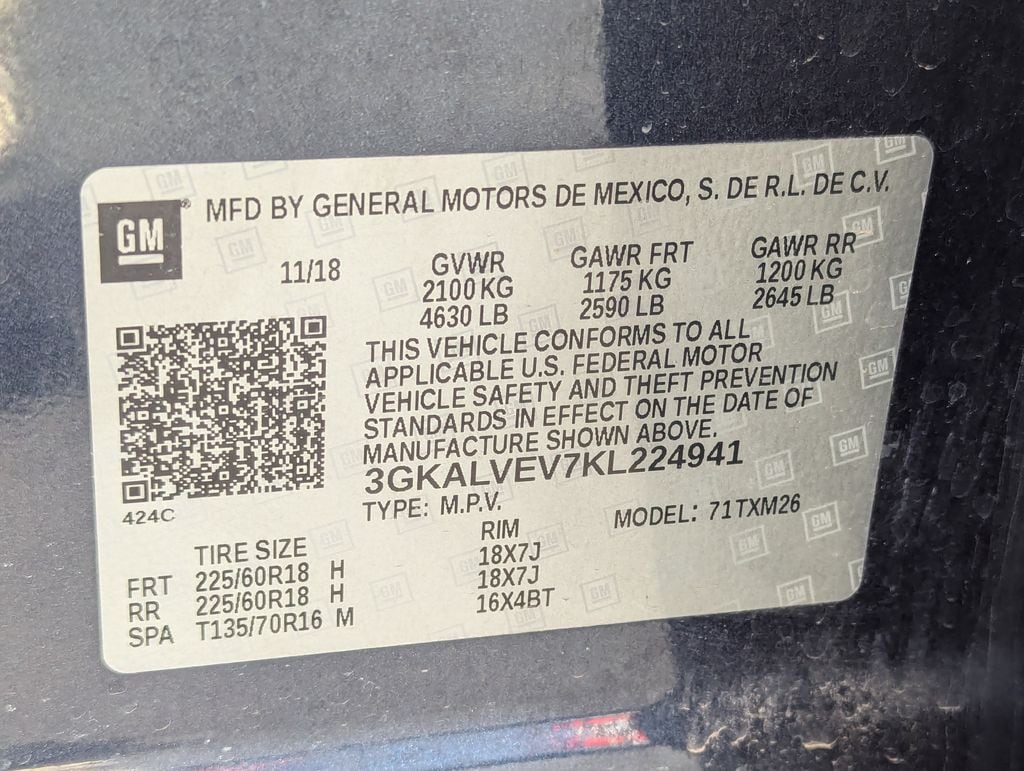 GM® MFD BY GENERAL MOTORS DE MEXICO, S. DE R.L. DE C.V.
11/18 GVWR GAWR FRT GAWR RR
2100 KG 1175 KG 1200 KG
4630 LB 2590 LB 2645 LB
THIS VEHICLE CONFORMS TO ALL
APPLICABLE U.S. FEDERAL MOTOR
VEHICLE SAFETY AND THEFT PREVENTION
STANDARDS IN EFFECT ON THE DATE OF
MANUFACTURE SHOWN ABOVE.
3GKALVEV7KL224941
424C
TYPE: M.P.V. MODEL: 71TXM26
TIRE SIZE RIM
FRT 225/60R18 H 18X7J
RR 225/60R18 H 18X7J
SPA T135/70R16 M 16X4BT